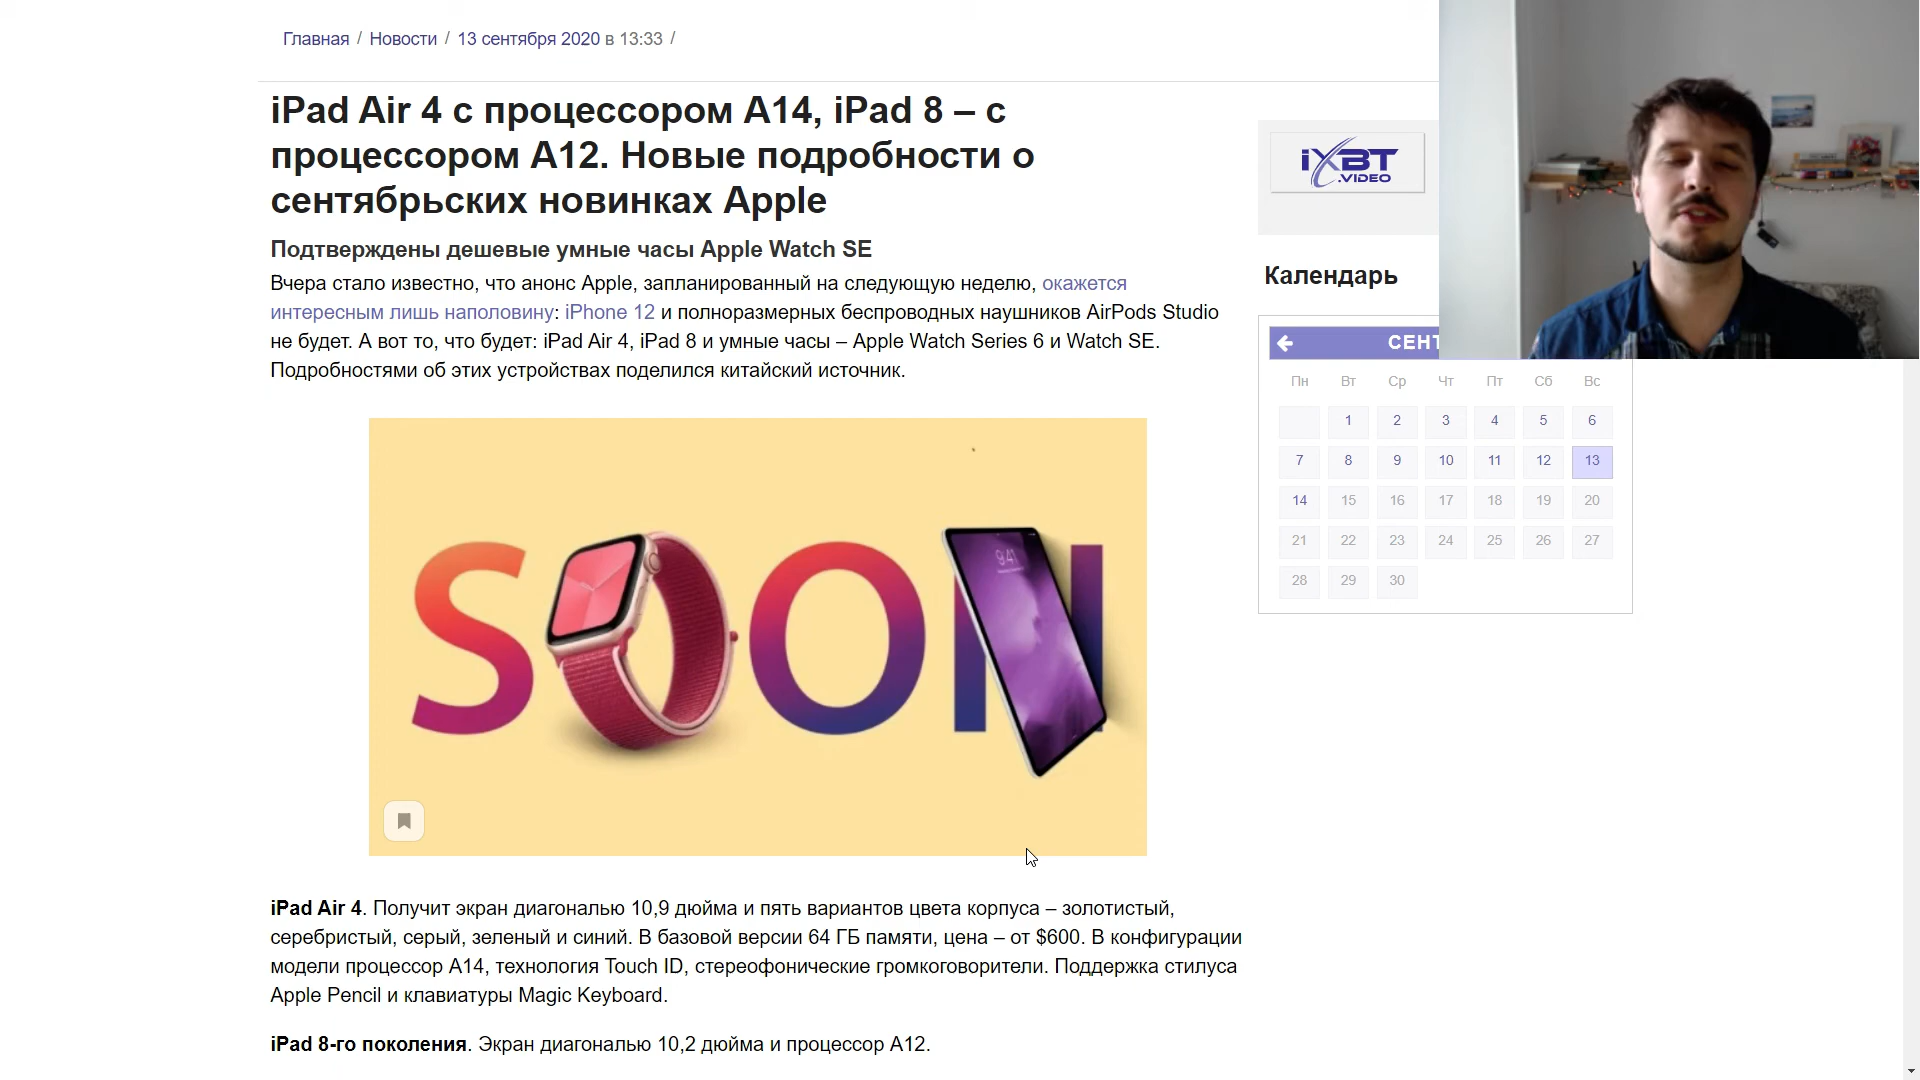 Главная / Новости / 13 сентября 2020 в 13:33 /
iPad Air 4 с процессором A14, iPad 8 – с
процессором A12. Новые подробности о
сентябрьских новинках Apple
Подтверждены дешевые умные часы Apple Watch SE
Вчера стало известно, что анонс Apple, запланированный на следующую неделю, окажется
интересным лишь наполовину: iPhone 12 и полноразмерных беспроводных наушников AirPods Studio
не будет. А вот то, что будет: iPad Air 4, iPad 8 и умные часы – Apple Watch Series 6 и Watch SE.
Подробностями об этих устройствах поделился китайский источник.
SOON
9:41
iPad Air 4. Получит экран диагональю 10,9 дюйма и пять вариантов цвета корпуса – золотистый,
серебристый, серый, зеленый и синий. В базовой версии 64 ГБ памяти, цена – от $600. В конфигурации
модели процессор A14, технология Touch ID, стереофонические громкоговорители. Поддержка стилуса
Apple Pencil и клавиатуры Magic Keyboard.
iPad 8-го поколения. Экран диагональю 10,2 дюйма и процессор A12.
iXBT
.VIDEO
Календарь
СЕНТ
Пн Вт Ср Чт Пт Сб Вс
1 2 3 4 5 6
7 8 9 10 11 12 13
14 15 16 17 18 19 20
21 22 23 24 25 26 27
28 29 30